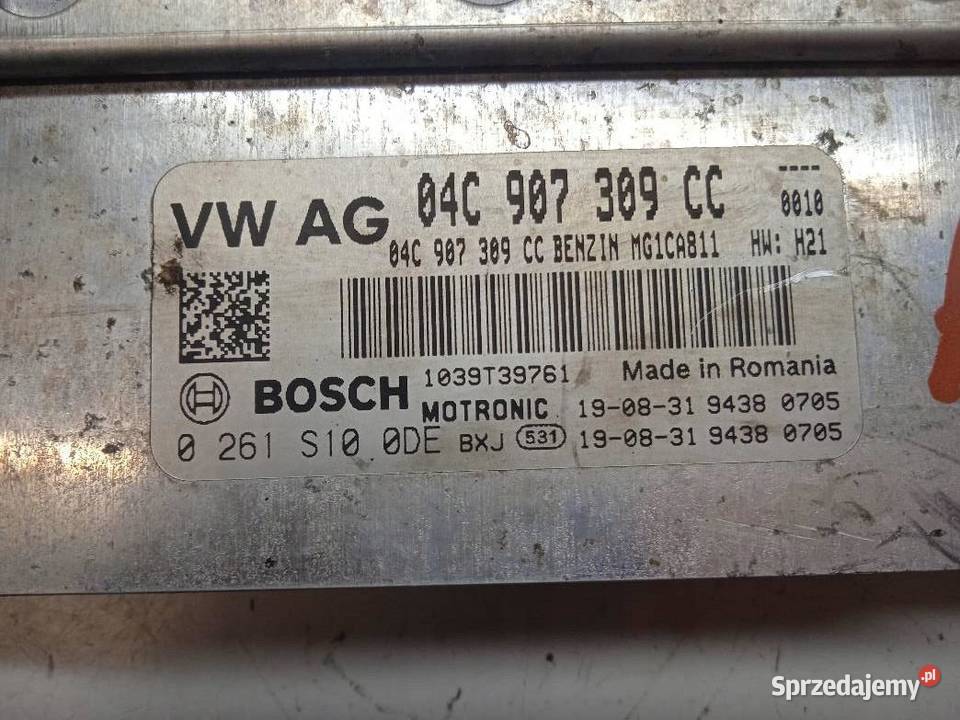 VW AG 04C 907 309 CC ----
0010
04C 907 309 CC BENZIN MG1CA811 HW: H21
1039T39761 Made in Romania
BOSCH
MOTRONIC 19-08-31 9438 0705
0 261 S10 0DE BXJ 531 19-08-31 9438 0705
Sprzedajemy.pl